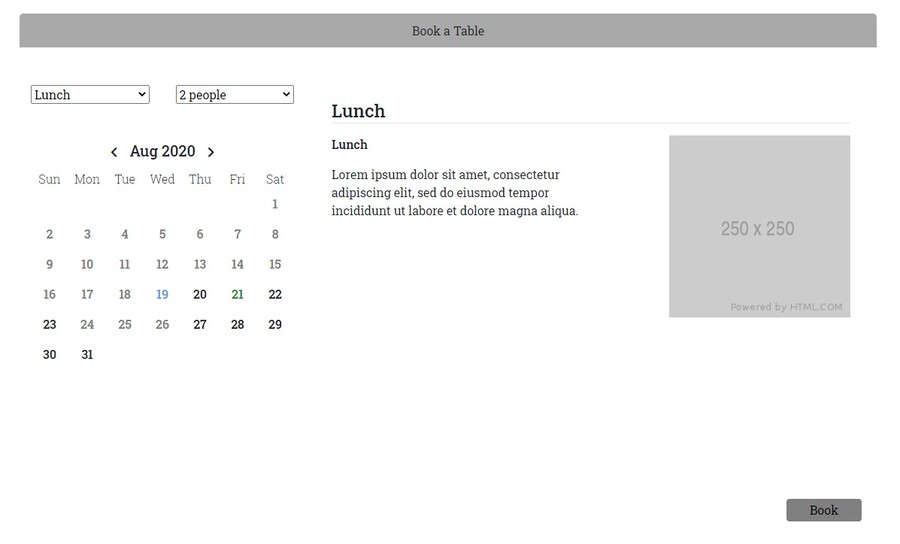 Book a Table
Lunch
2 people
Aug 2020
Sun Mon Tue Wed Thu Fri Sat
1
2 3 4 5 6 7 8
9 10 11 12 13 14 15
16 17 18 19 20 21 22
23 24 25 26 27 28 29
30 31
Lunch
Lunch
Lorem ipsum dolor sit amet, consectetur
adipiscing elit, sed do eiusmod tempor
incididunt ut labore et dolore magna aliqua.
250 x 250
Powered by HTML.COM
Book